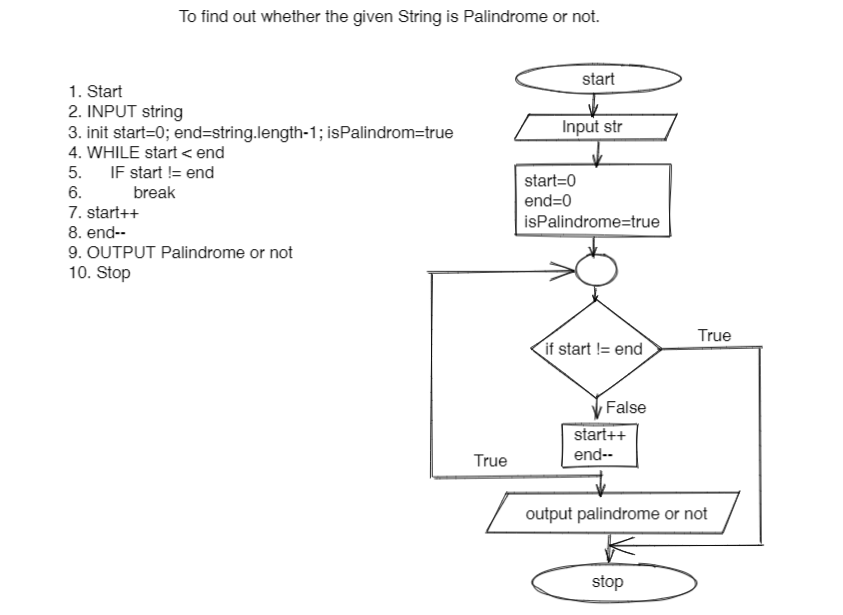 To find out whether the given String is Palindrome or not.
1. Start
2. INPUT string
3. init start=0; end=string.length-1; isPalindrom=true
4. WHILE start < end
5. IF start != end
6. break
7. start++
8. end--
9. OUTPUT Palindrome or not
10. Stop
start
Input str
start=0
end=0
isPalindrome=true
if start != end
True
False
start++
end--
True
output palindrome or not
stop